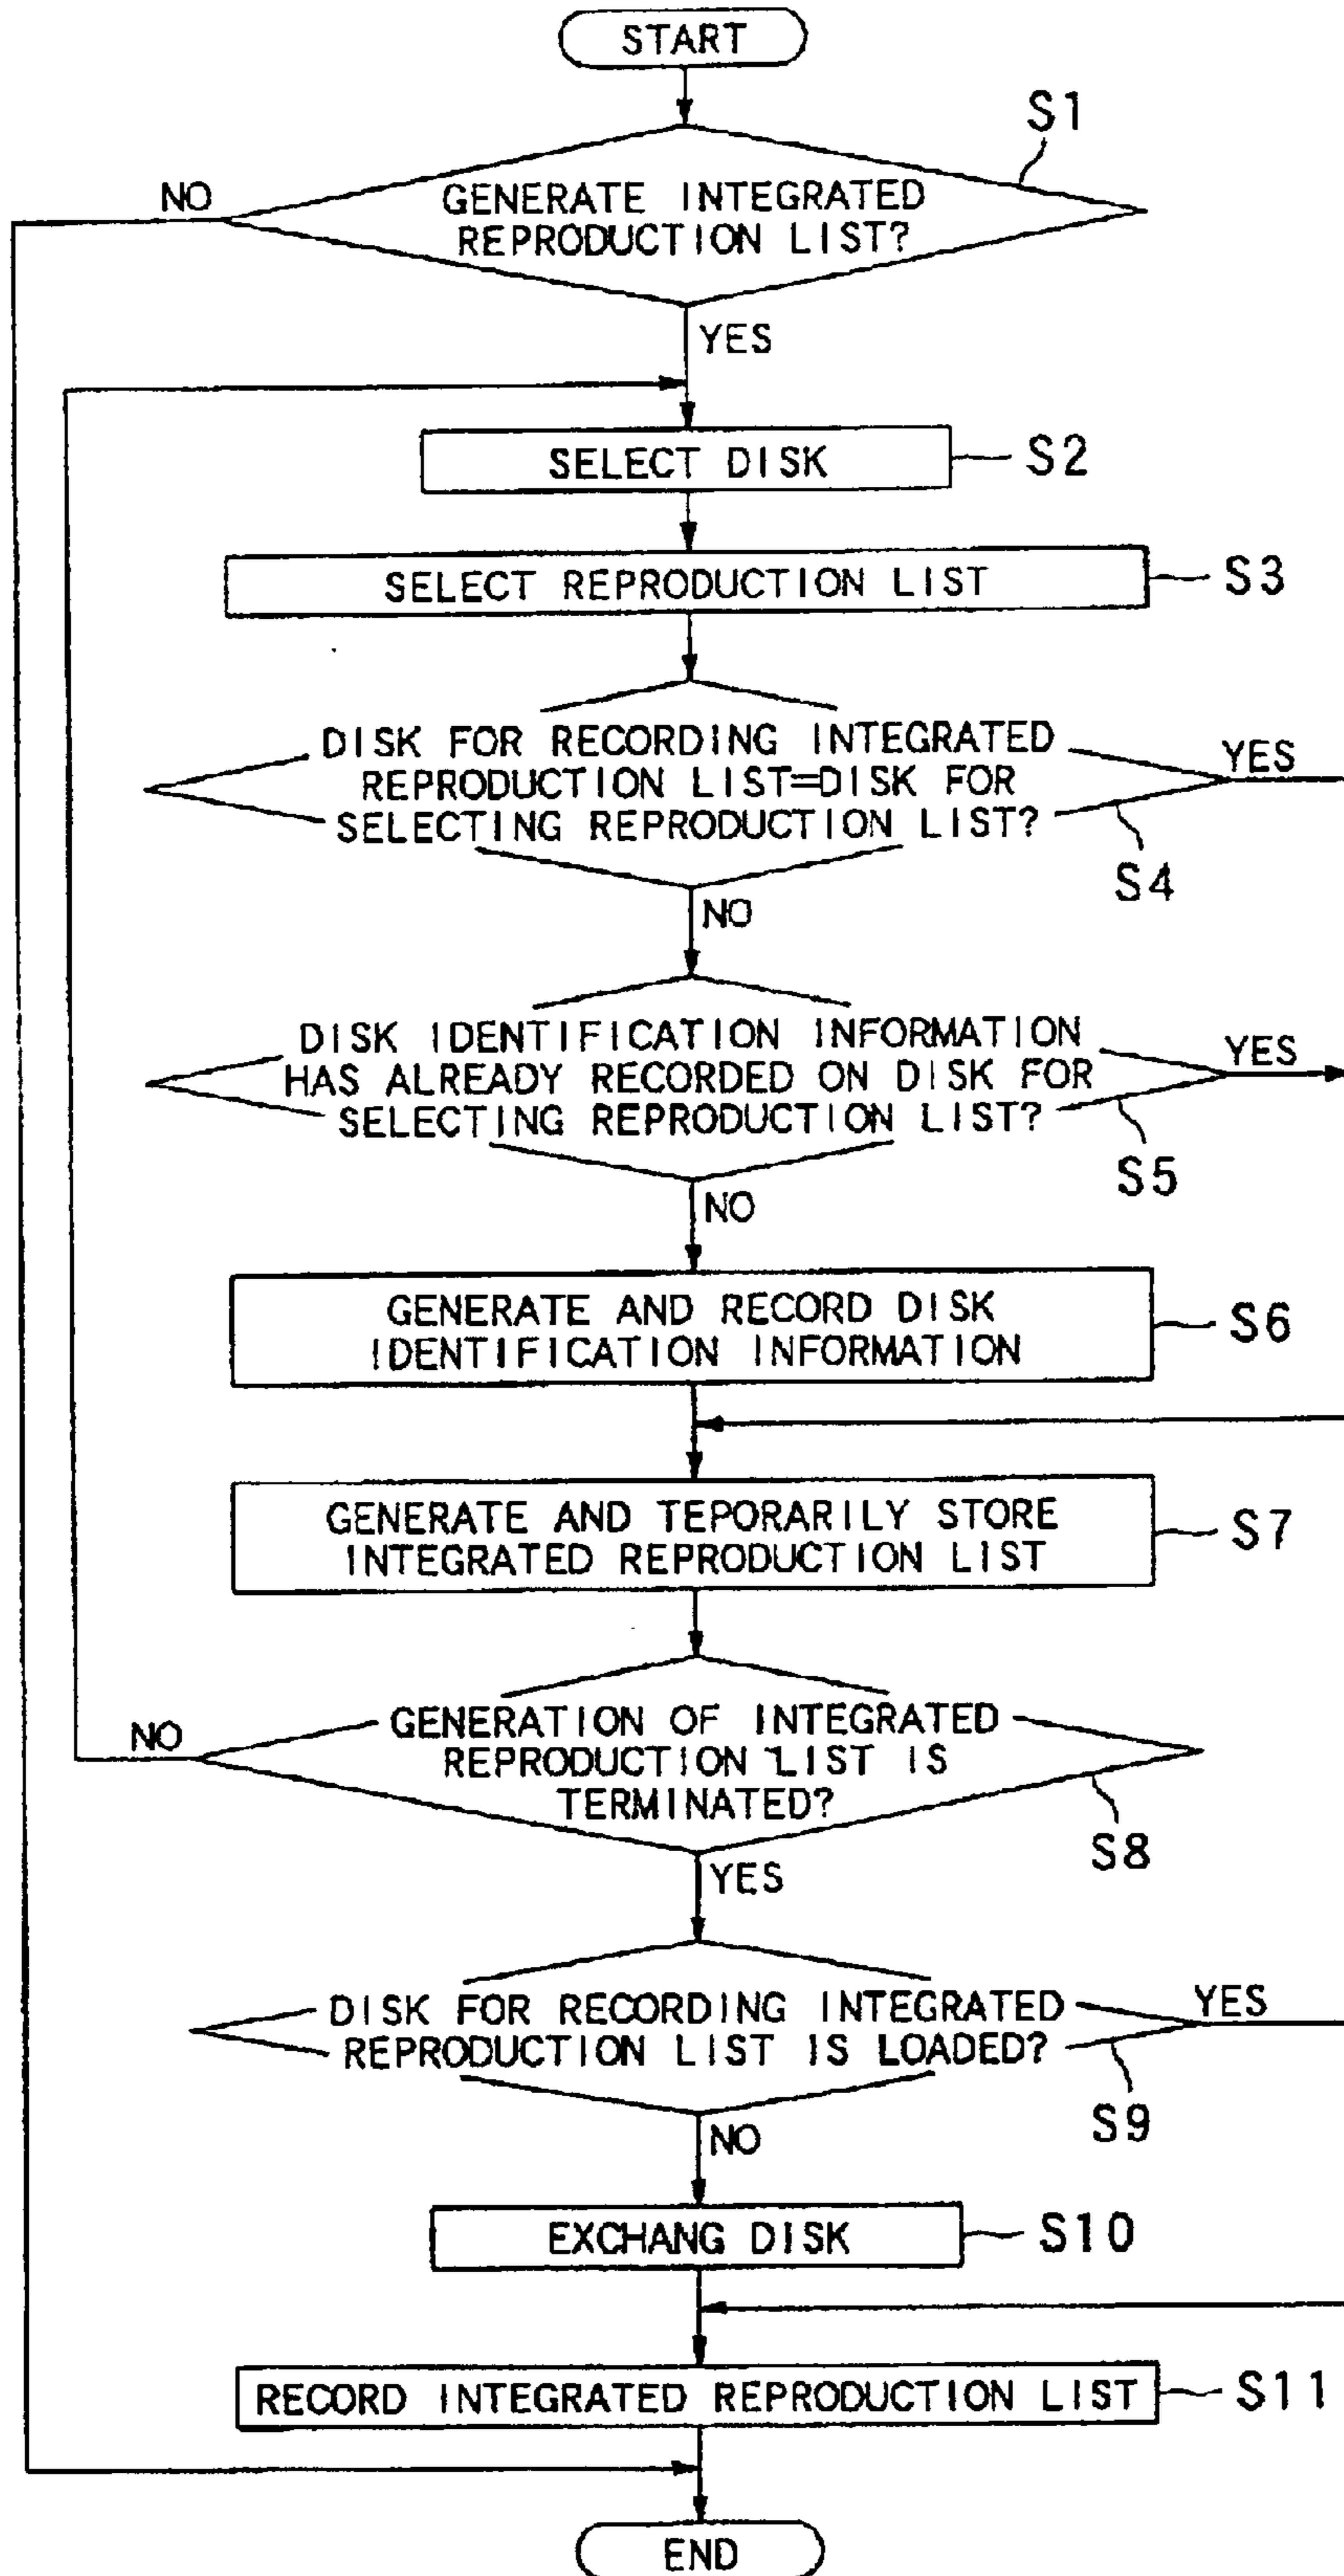 START
S1
NO
GENERATE INTEGRATED
REPRODUCTION LIST?
YES
SELECT DISK
S2
SELECT REPRODUCTION LIST
S3
DISK FOR RECORDING INTEGRATED
REPRODUCTION LIST=DISK FOR
SELECTING REPRODUCTION LIST?
YES
S4
NO
DISK IDENTIFICATION INFORMATION
HAS ALREADY RECORDED ON DISK FOR
SELECTING REPRODUCTION LIST?
YES
S5
NO
GENERATE AND RECORD DISK
IDENTIFICATION INFORMATION
S6
GENERATE AND TEPORARILY STORE
INTEGRATED REPRODUCTION LIST
S7
NO
GENERATION OF INTEGRATED
REPRODUCTION LIST IS
TERMINATED?
S8
YES
DISK FOR RECORDING INTEGRATED
REPRODUCTION LIST IS LOADED?
YES
S9
NO
EXCHANG DISK
S10
RECORD INTEGRATED REPRODUCTION LIST
S11
END